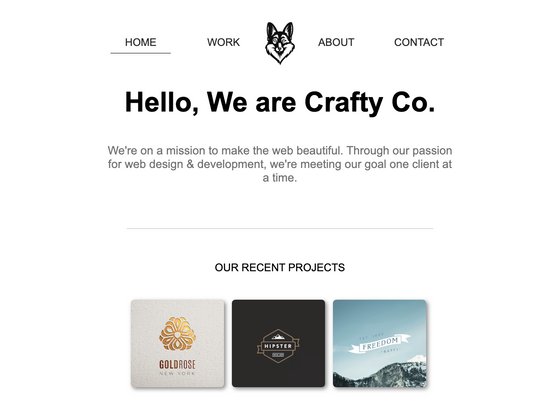 HOME WORK ABOUT CONTACT
Hello, We are Crafty Co.
We're on a mission to make the web beautiful. Through our passion
for web design & development, we're meeting our goal one client at
a time.
OUR RECENT PROJECTS
GOLDROSE
NEW YORK
HIPSTER
FREEDOM